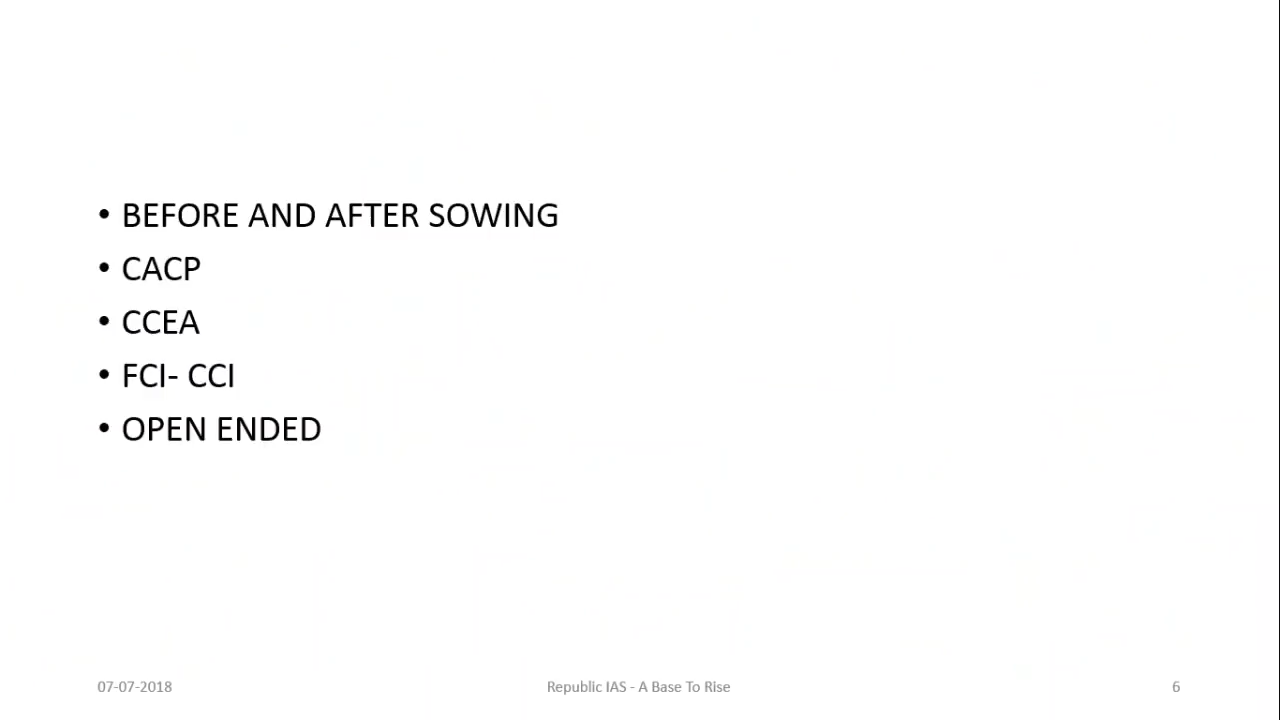 • BEFORE AND AFTER SOWING
• CACP
• CCEA
• FCI- CCI
• OPEN ENDED
07-07-2018
Republic IAS - A Base To Rise
6